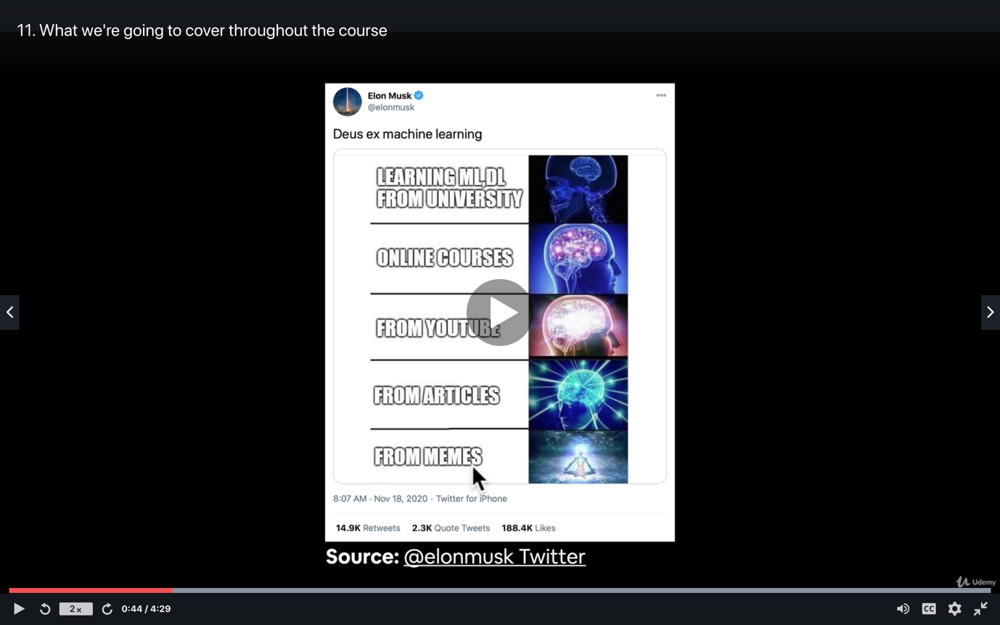 11. What we're going to cover throughout the course
Elon Musk
@elonmusk
Deus ex machine learning
LEARNING ML,DL
FROM UNIVERSITY
ONLINE COURSES
FROM YOUTUBE
FROM ARTICLES
FROM MEMES
8:07 AM · Nov 18, 2020 · Twitter for iPhone
14.9K Retweets 2.3K Quote Tweets 188.4K Likes
Source: @elonmusk Twitter
Udemy
2x
0:44 / 4:29
CC